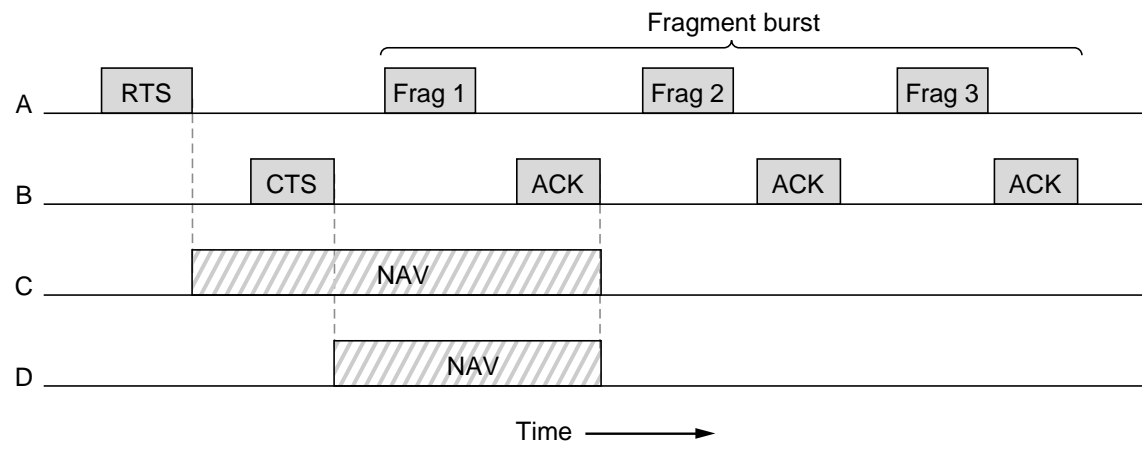 Fragment burst
A RTS Frag 1 Frag 2 Frag 3
B CTS ACK ACK ACK
C NAV
D NAV
Time